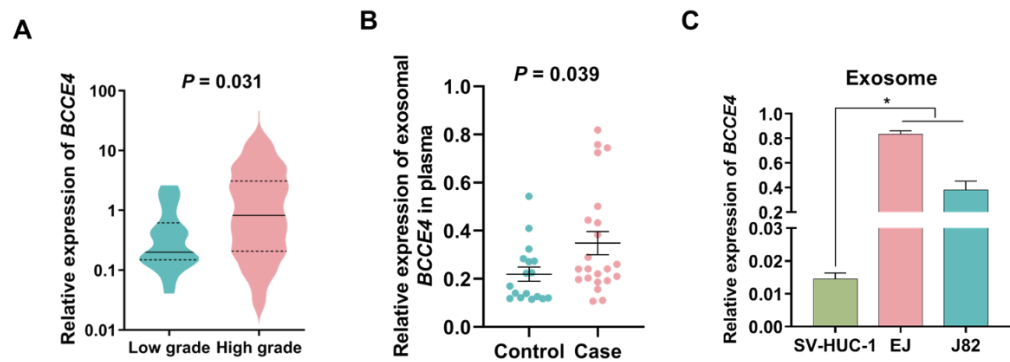 A
P = 0.031
Relative expression of BCCE4
100
10
1
0.1
0.01
Low grade High grade
B
P = 0.039
Relative expression of exosomal
BCCE4 in plasma
1.0
0.8
0.6
0.4
0.2
0.0
Control Case
C
Exosome
*
Relative expression of BCCE4
1.0
0.8
0.6
0.4
0.2
0.03
0.02
0.01
0.00
SV-HUC-1 EJ J82